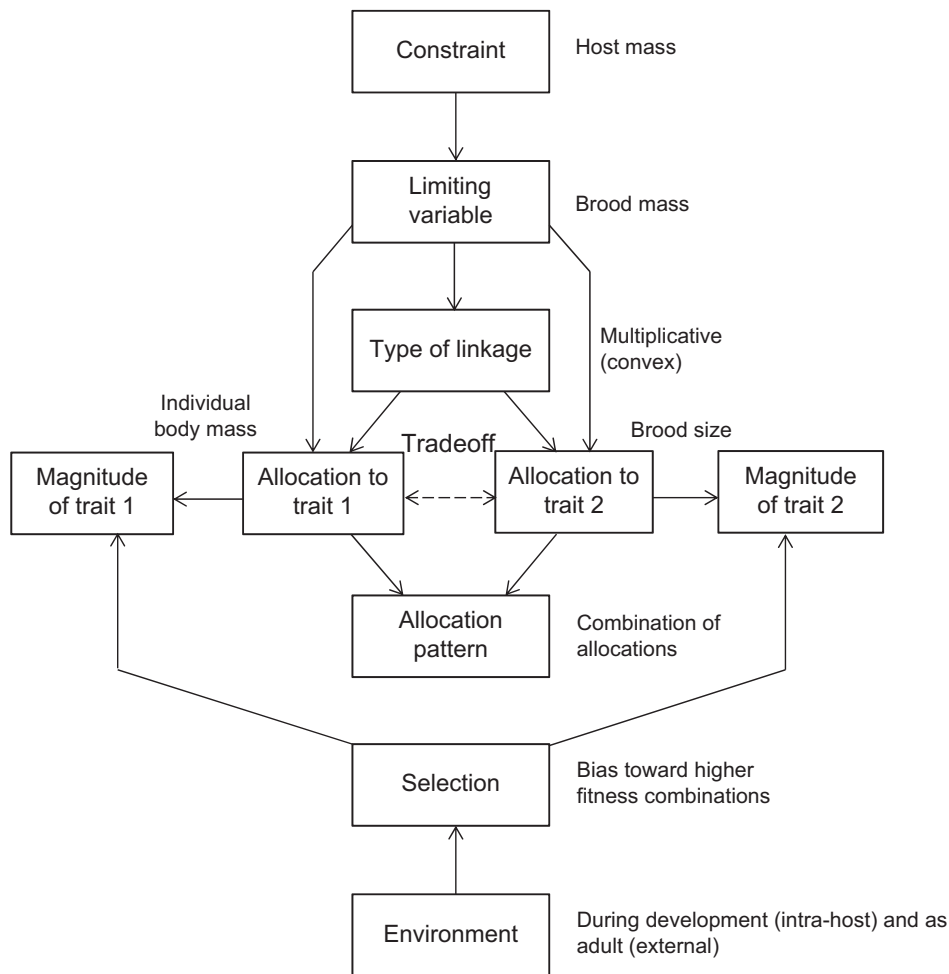 Constraint
Host mass
Limiting
variable
Brood mass
Type of linkage
Multiplicative
(convex)
Individual
body mass
Tradeoff
Brood size
Magnitude
of trait 1
Allocation to
trait 1
Allocation to
trait 2
Magnitude
of trait 2
Allocation
pattern
Combination of
allocations
Selection
Bias toward higher
fitness combinations
Environment
During development (intra-host) and as
adult (external)